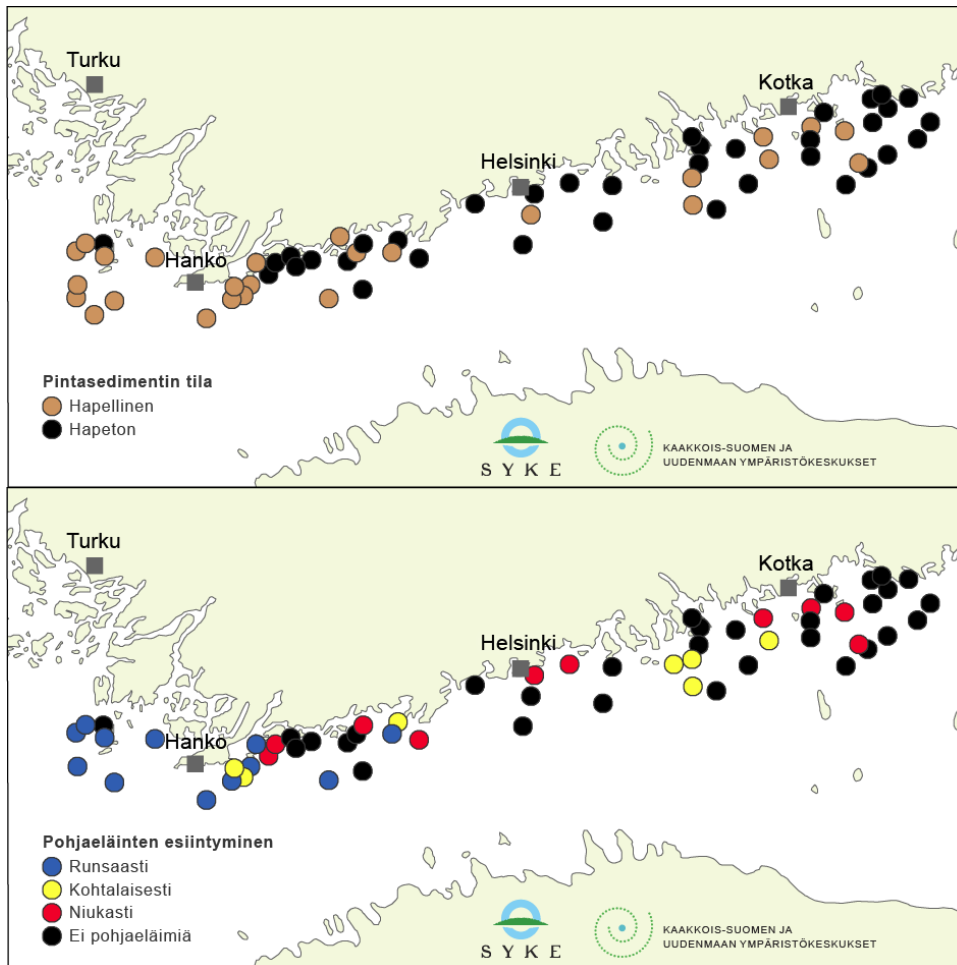 Turku
Kotka
Helsinki
Hanko
Pintasedimentin tila
Hapellinen
Hapeton
SYKE
KAAKKOIS-SUOMEN JA
UUDENMAAN YMPÄRISTÖKESKUKSET
Turku
Kotka
Helsinki
Hanko
Pohjaeläinten esiintyminen
Runsaasti
Kohtalaisesti
Niukasti
Ei pohjaeläimiä
SYKE
KAAKKOIS-SUOMEN JA
UUDENMAAN YMPÄRISTÖKESKUKSET